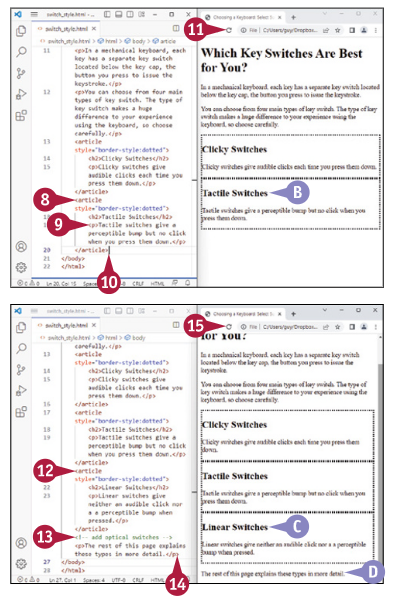 switch_style.html - ...
Choosing a Keyboard: Select S...
switch_style.html
11
File
C:/Users/guy/Dropbox...
switch_style.html > html > body > article
11 <p>In a mechanical keyboard, each
key has a separate key switch
located below the key cap, the
button you press to issue the
keystroke.</p>
12 <p>You can choose from four main
types of key switch. The type of
key switch makes a huge
difference to your experience
using the keyboard, so choose
carefully.</p>
13 <article
style="border-style:dotted">
14 <h2>Clicky Switches</h2>
15 <p>Clicky switches give
audible clicks each time you
press them down.</p>
16 </article>
8
17 <article
style="border-style:dotted">
18 <h2>Tactile Switches</h2>
9
19 <p>Tactile switches give a
perceptible bump but no click
when you press them down.</p>
20 </article>
21 </body>
22 </html>
10
Ln 20, Col 15 Spaces UTF-8 CRLF HTML
Which Key Switches Are Best
for You?
In a mechanical keyboard, each key has a separate key switch located
below the key cap, the button you press to issue the keystroke.
You can choose from four main types of key switch. The type of key
switch makes a huge difference to your experience using the
keyboard, so choose carefully.
Clicky Switches
Clicky switches give audible clicks each time you press them down.
Tactile Switches
B
Tactile switches give a perceptible bump but no click when you
press them down.
switch_style.html - ...
Choosing a Keyboard: Select S...
switch_style.html
15
File
C:/Users/guy/Dropbox...
switch_style.html > html > body
carefully.</p>
13 <article
style="border-style:dotted">
14 <h2>Clicky Switches</h2>
15 <p>Clicky switches give
audible clicks each time you
press them down.</p>
16 </article>
17 <article
style="border-style:dotted">
18 <h2>Tactile Switches</h2>
19 <p>Tactile switches give a
perceptible bump but no click
when you press them down.</p>
20 </article>
12
21 <article
style="border-style:dotted">
22 <h2>Linear Switches</h2>
23 <p>Linear switches give
neither an audible click nor
a a perceptible bump when
pressed.</p>
24 </article>
13
25 <!-- add optical switches -->
26 <p>The rest of this page explains
these types in more detail.</p>
14
27 </body>
28 </html>
Ln 27, Col 1 Spaces: 4 UTF-8 CRLF HTML
for You?
In a mechanical keyboard, each key has a separate key switch
located below the key cap, the button you press to issue the
keystroke.
You can choose from four main types of key switch. The type of
key switch makes a huge difference to your experience using the
keyboard, so choose carefully.
Clicky Switches
Clicky switches give audible clicks each time you press them
down.
Tactile Switches
Tactile switches give a perceptible bump but no click when you
press them down.
Linear Switches
C
Linear switches give neither an audible click nor a a perceptible
bump when pressed.
The rest of this page explains these types in more detail.
D